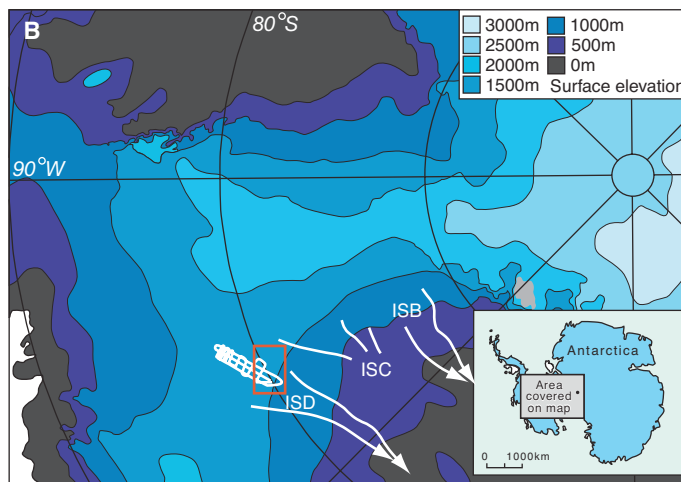 B
80°S
3000m
2500m
2000m
1500m
1000m
500m
0m
Surface elevation
90°W
ISB
ISC
ISD
Antarctica
Area
covered
on map
0 1000km